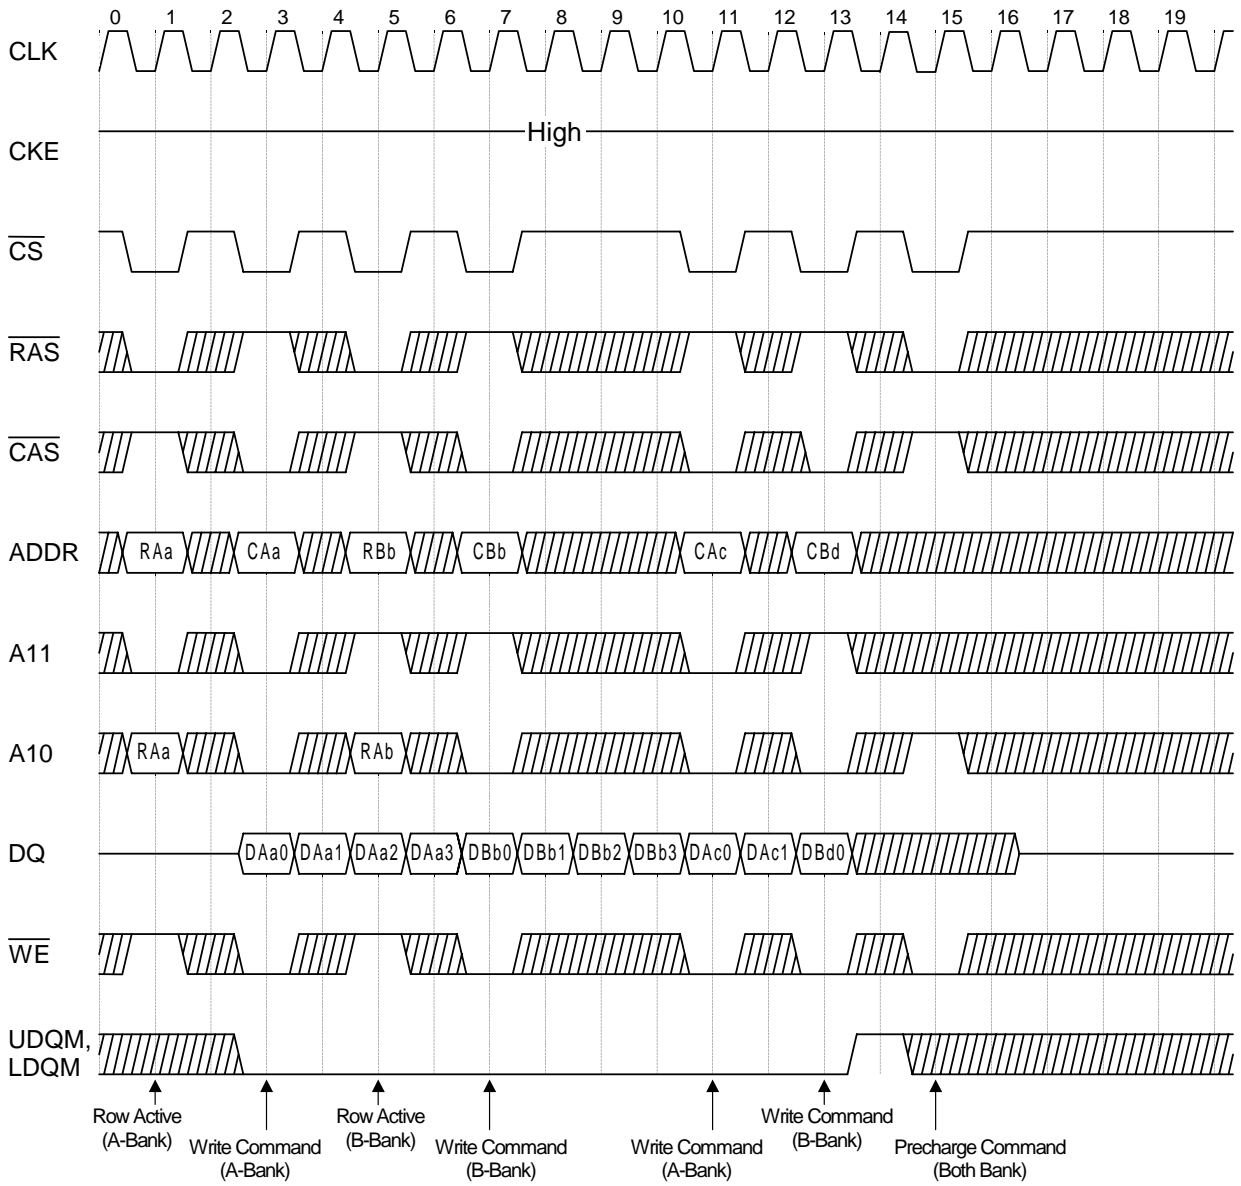 0 1 2 3 4 5 6 7 8 9 10 11 12 13 14 15 16 17 18 19
CLK
CKE
High
CS
RAS
CAS
ADDR
RAa CAa RBb CBb CAc CBd
A11
A10
RAa RAb
DQ
DAa0 DAa1 DAa2 DAa3 DBb0 DBb1 DBb2 DBb3 DAc0 DAc1 DBd0
WE
UDQM,
LDQM
Row Active
(A-Bank)
Write Command
(A-Bank)
Row Active
(B-Bank)
Write Command
(B-Bank)
Write Command
(A-Bank)
Write Command
(B-Bank)
Precharge Command
(Both Bank)